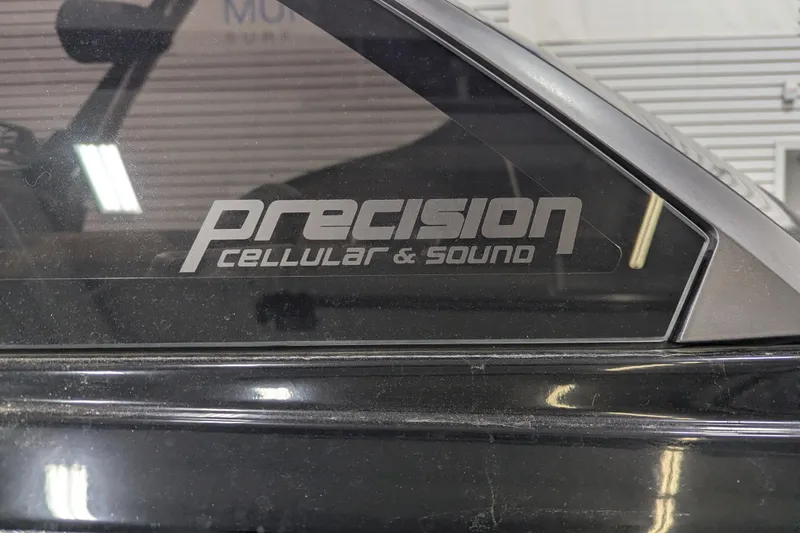 precision
cellular & sound